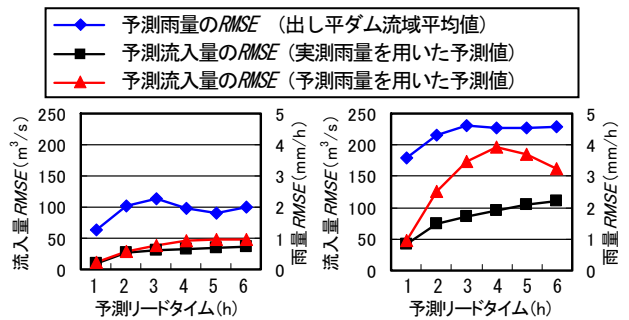 予測雨量のRMSE (出し平ダム流域平均値)
予測流入量のRMSE (実測雨量を用いた予測値)
予測流入量のRMSE (予測雨量を用いた予測値)
流入量RMSE(m³/s)
250
200
150
100
50
0
1 2 3 4 5 6
予測リードタイム(h)
5
4
3
2
1
0
雨量RMSE(mm/h)
流入量RMSE(m³/s)
250
200
150
100
50
0
1 2 3 4 5 6
予測リードタイム(h)
5
4
3
2
1
0
雨量RMSE(mm/h)